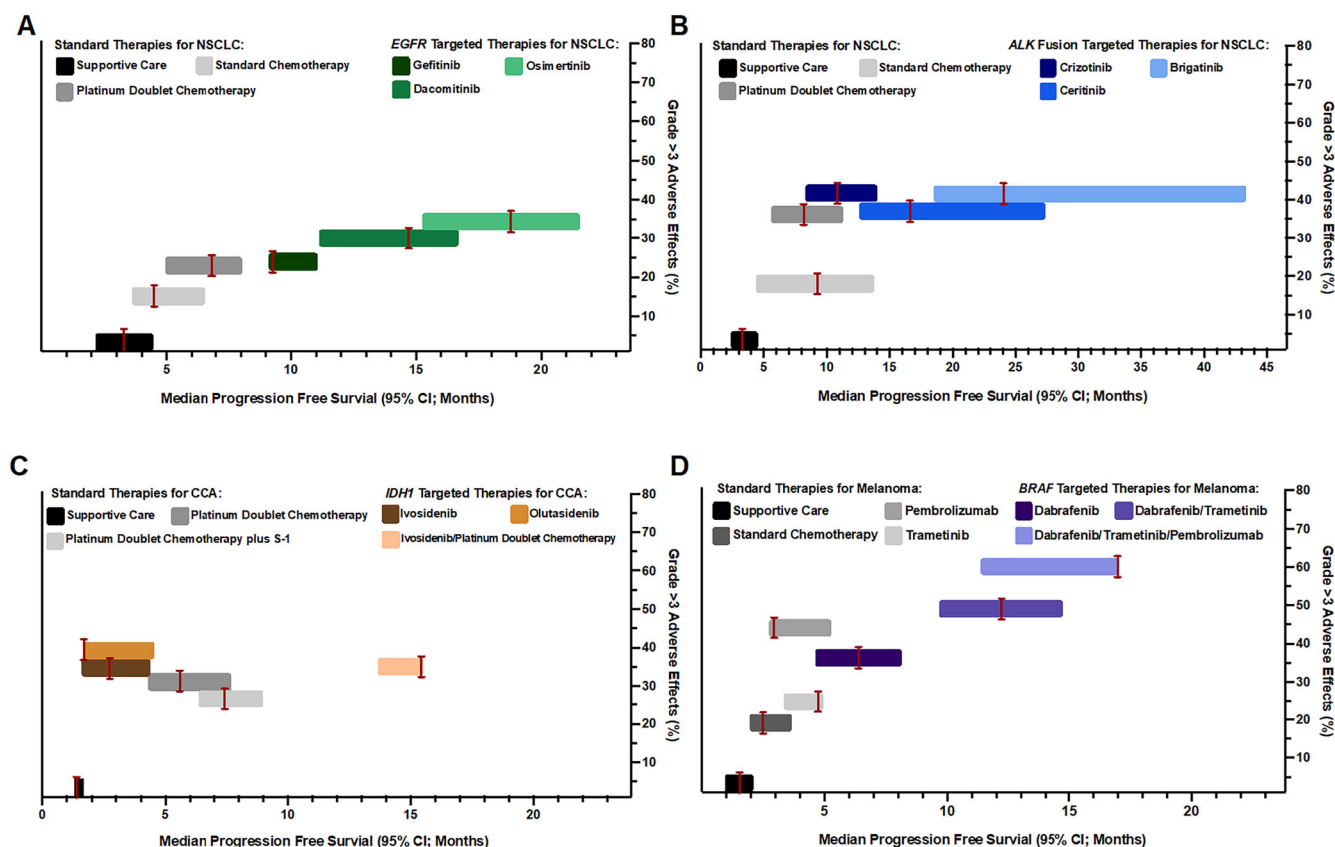 A
Standard Therapies for NSCLC:
Supportive Care
Standard Chemotherapy
Platinum Doublet Chemotherapy
EGFR Targeted Therapies for NSCLC:
Gefitinib
Osimertinib
Dacomitinib
80
70
60
50
40
30
20
10
Grade >3 Adverse Effects (%)
5
10
15
20
Median Progression Free Survial (95% CI; Months)
B
Standard Therapies for NSCLC:
Supportive Care
Standard Chemotherapy
Platinum Doublet Chemotherapy
ALK Fusion Targeted Therapies for NSCLC:
Crizotinib
Brigatinib
Ceritinib
80
70
60
50
40
30
20
10
Grade >3 Adverse Effects (%)
0
5
10
15
20
25
30
35
40
45
Median Progression Free Survial (95% CI; Months)
C
Standard Therapies for CCA:
Supportive Care
Platinum Doublet Chemotherapy
Platinum Doublet Chemotherapy plus S-1
IDH1 Targeted Therapies for CCA:
Ivosidenib
Olutasidenib
Ivosidenib/Platinum Doublet Chemotherapy
80
70
60
50
40
30
20
10
Grade >3 Adverse Effects (%)
0
5
10
15
20
Median Progression Free Survial (95% CI; Months)
D
Standard Therapies for Melanoma:
Supportive Care
Pembrolizumab
Standard Chemotherapy
Trametinib
BRAF Targeted Therapies for Melanoma:
Dabrafenib
Dabrafenib/Trametinib
Dabrafenib/Trametinib/Pembrolizumab
80
70
60
50
40
30
20
10
Grade >3 Adverse Effects (%)
5
10
15
20
Median Progression Free Survial (95% CI; Months)